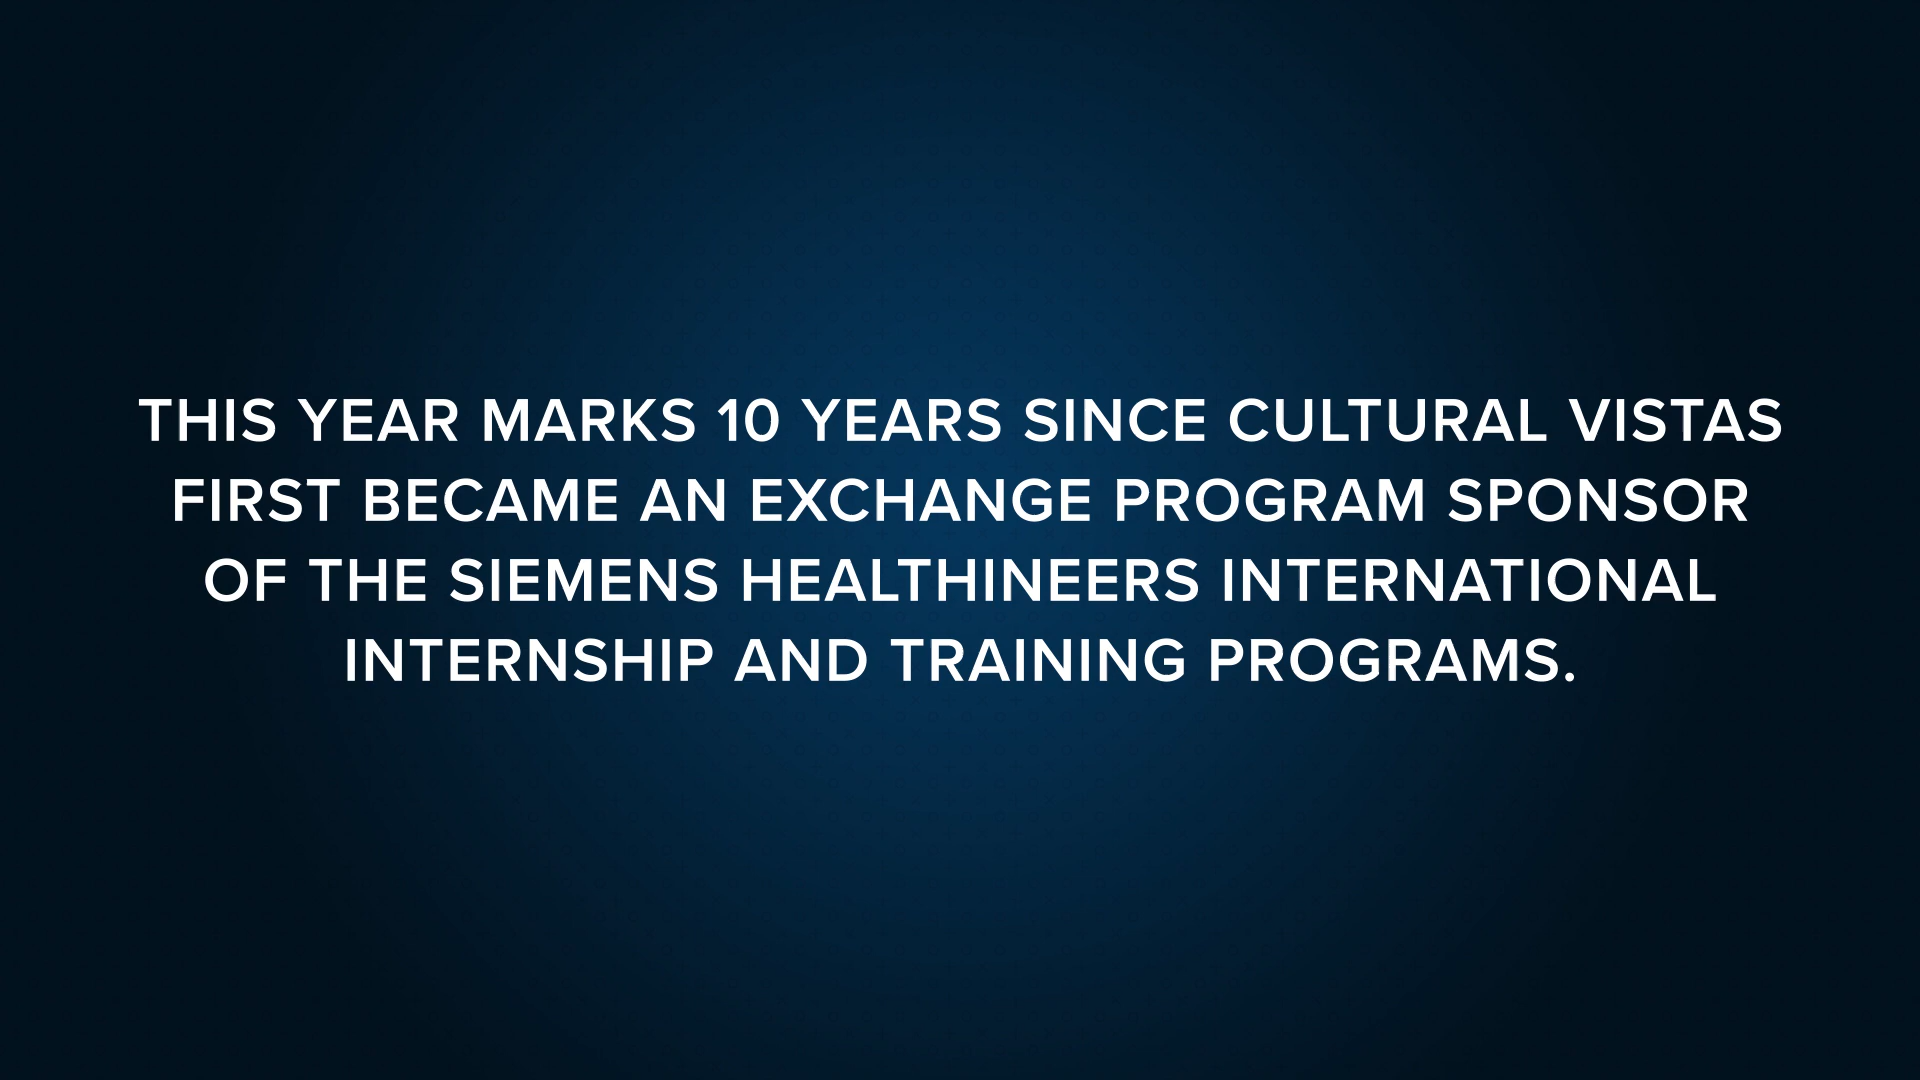 THIS YEAR MARKS 10 YEARS SINCE CULTURAL VISTAS
FIRST BECAME AN EXCHANGE PROGRAM SPONSOR
OF THE SIEMENS HEALTHINEERS INTERNATIONAL
INTERNSHIP AND TRAINING PROGRAMS.